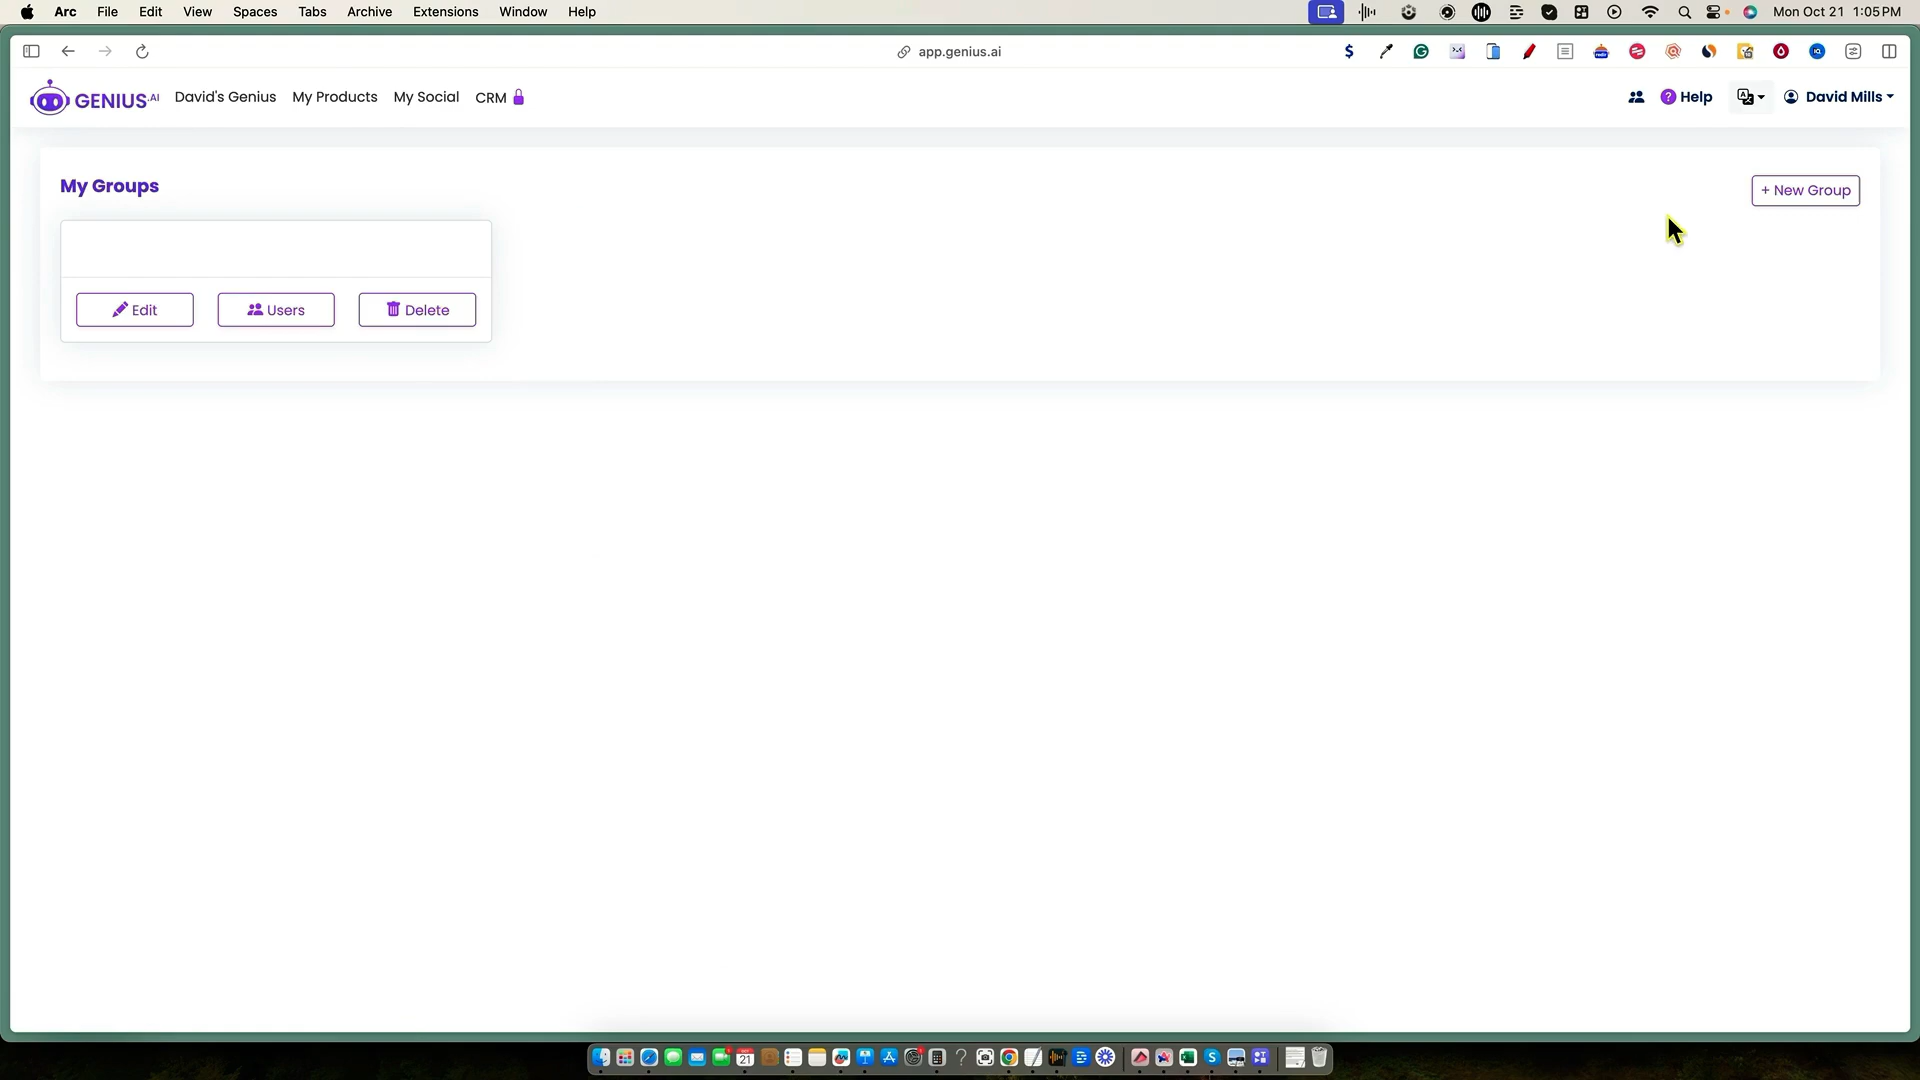 Arc File Edit View Spaces Tabs Archive Extensions Window Help Mon Oct 21 1:05 PM
app.genius.ai
GENIUS.AI David's Genius My Products My Social CRM Help David Mills
My Groups
+ New Group
Edit Users Delete